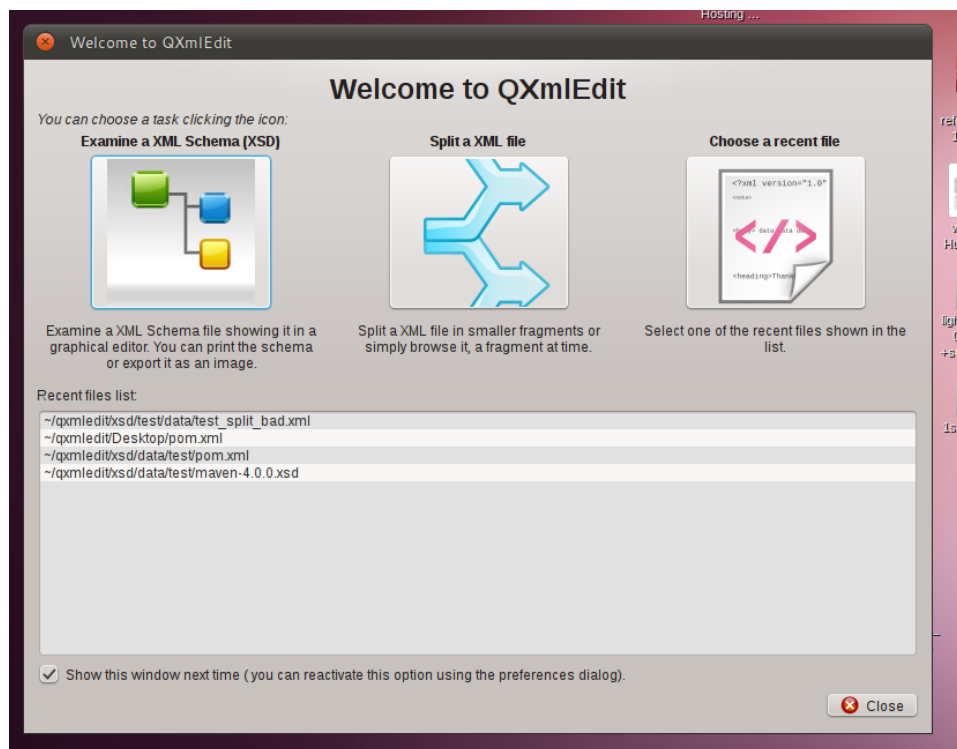 Hosting ...
Welcome to QXmlEdit
Welcome to QXmlEdit
You can choose a task clicking the icon:
Examine a XML Schema (XSD)
Split a XML file
Choose a recent file
<?xml version="1.0"
<note>
data
</>
<heading>Thank
Examine a XML Schema file showing it in a
graphical editor. You can print the schema
or export it as an image.
Split a XML file in smaller fragments or
simply browse it, a fragment at time.
Select one of the recent files shown in the
list.
Recent files list:
~/qxmledit/xsd/test/data/test_split_bad.xml
~/qxmledit/Desktop/pom.xml
~/qxmledit/xsd/data/test/pom.xml
~/qxmledit/xsd/data/test/maven-4.0.0.xsd
Show this window next time (you can reactivate this option using the preferences dialog).
Close